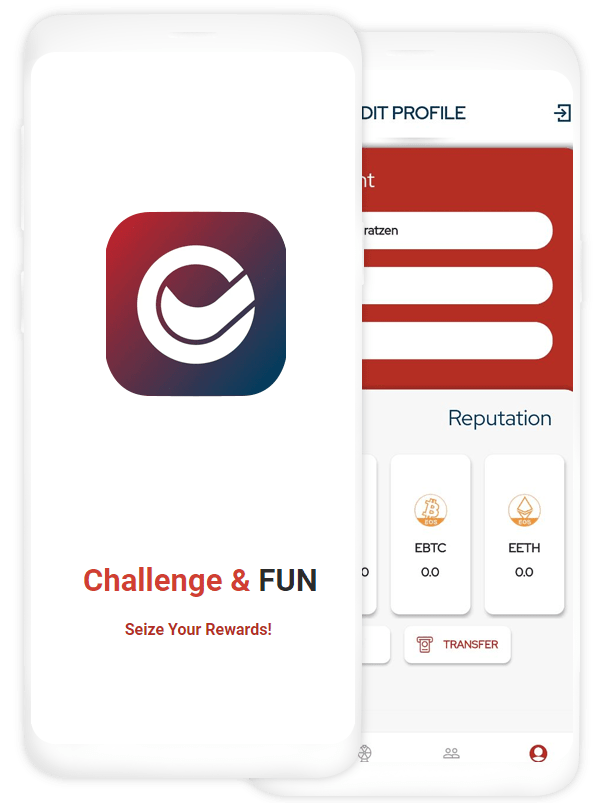 Challenge & FUN
Seize Your Rewards!
DIT PROFILE
nt
ratzen
Reputation
EOS
EBTC
0.0
EOS
EETH
0.0
0
TRANSFER